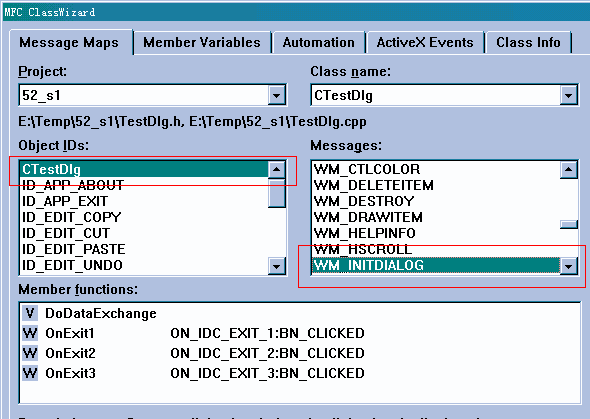 MFC ClassWizard
Message Maps Member Variables Automation ActiveX Events Class Info
Project: Class name:
52_s1 CTestDlg
E:\Temp\52_s1\TestDlg.h, E:\Temp\52_s1\TestDlg.cpp
Object IDs: Messages:
CTestDlg WM_CTLCOLOR
ID_APP_ABOUT WM_DELETEITEM
ID_APP_EXIT WM_DESTROY
ID_EDIT_COPY WM_DRAWITEM
ID_EDIT_CUT WM_HELPINFO
ID_EDIT_PASTE WM_HSCROLL
ID_EDIT_UNDO WM_INITDIALOG
Member functions:
V DoDataExchange
W OnExit1 ON_IDC_EXIT_1:BN_CLICKED
W OnExit2 ON_IDC_EXIT_2:BN_CLICKED
W OnExit3 ON_IDC_EXIT_3:BN_CLICKED